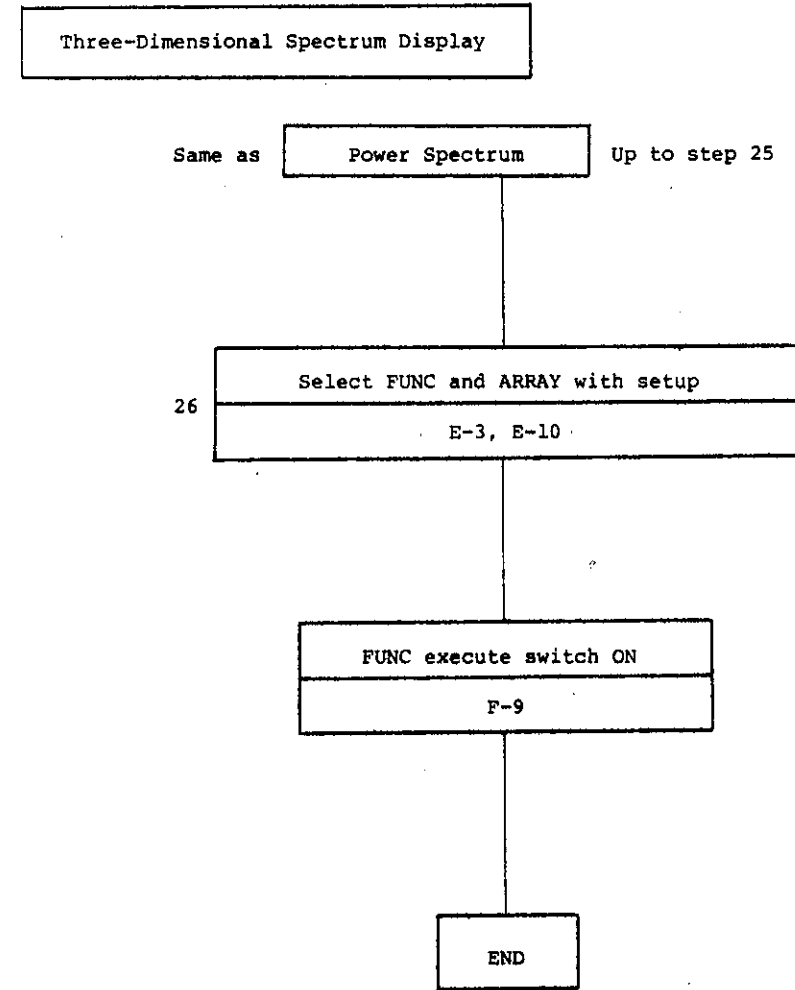 Three-Dimensional Spectrum Display
Same as Power Spectrum Up to step 25
Select FUNC and ARRAY with setup
26
E-3, E-10
FUNC execute switch ON
F-9
END